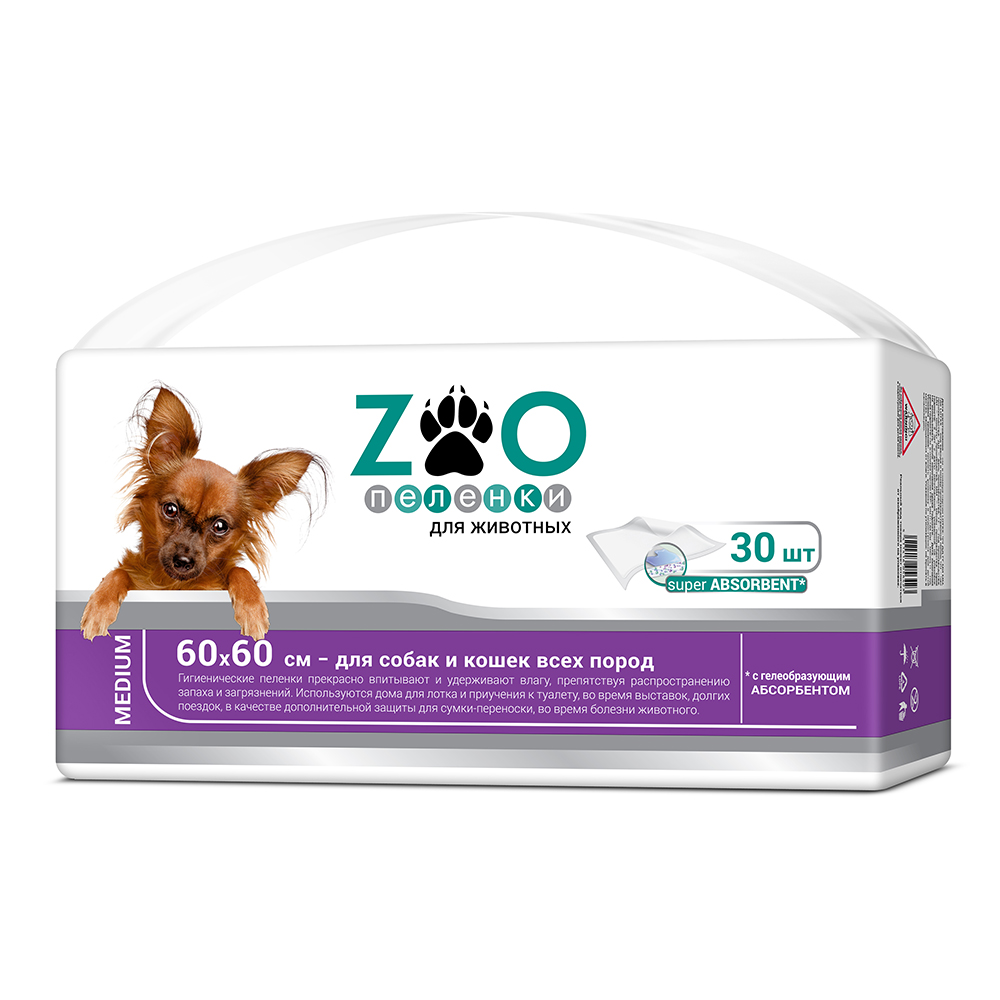 ZOO
пеленки
для животных
30 шт
super ABSORBENT*
MEDIUM
60x60 см – для собак и кошек всех пород
Гигиенические пеленки прекрасно впитывают и удерживают влагу, препятствуя распространению
запаха и загрязнений. Используются дома для лотка и приучения к туалету, во время выставок, долгих
поездок, в качестве дополнительной защиты для сумки-переноски, во время болезни животного.
* с гелеобразующим
АБСОРБЕНТОМ